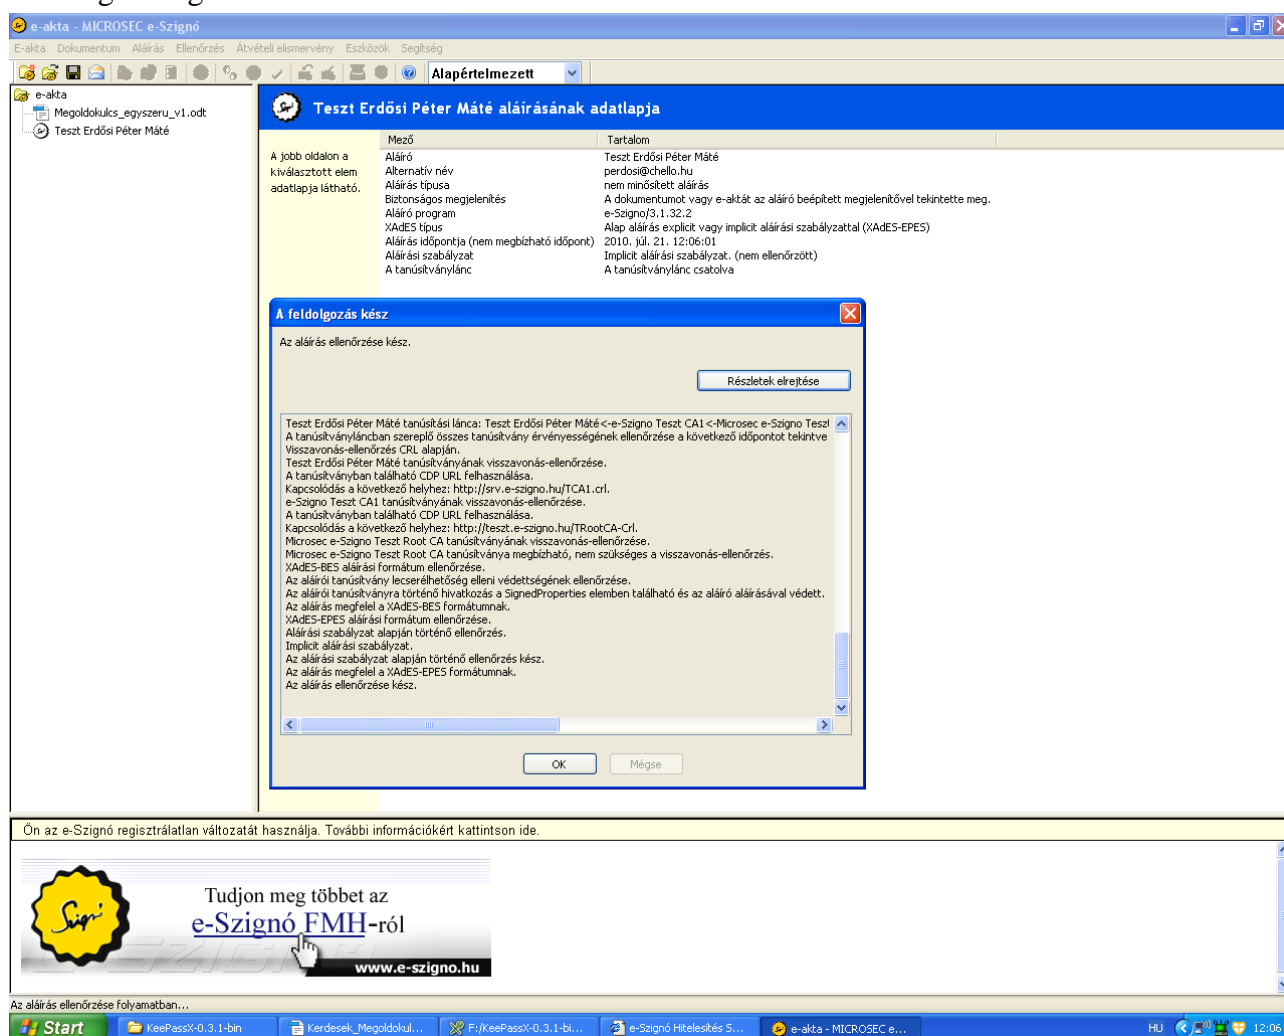 e-akta - MICROSEC e-Szignó
E-akta Dokumentum Aláírás Ellenőrzés Átvételi elismervény Eszközök Segítség
Alapértelmezett
e-akta
Megoldokulcs_egyszeru_v1.odt
Teszt Erdősi Péter Máté
Teszt Erdősi Péter Máté aláírásának adatlapja
A jobb oldalon a
kiválasztott elem
adatlapja látható.
Mező Tartalom
Aláíró Teszt Erdősi Péter Máté
Alternatív név perdosi@chello.hu
Aláírás típusa nem minősített aláírás
Biztonságos megjelenítés A dokumentumot vagy e-aktát az aláíró beépített megjelenítővel tekintette meg.
Aláíró program e-Szigno/3.1.32.2
XAdES típus Alap aláírás explicit vagy implicit aláírási szabályzattal (XAdES-EPES)
Aláírás időpontja (nem megbízható időpont) 2010. júl. 21. 12:06:01
Aláírási szabályzat Implicit aláírási szabályzat. (nem ellenőrzött)
A tanúsítványlánc A tanúsítványlánc csatolva
A feldolgozás kész
Az aláírás ellenőrzése kész.
Részletek elrejtése
Teszt Erdősi Péter Máté tanúsítási lánca: Teszt Erdősi Péter Máté<-e-Szigno Teszt CA1<-Microsec e-Szigno Teszt
A tanúsítványláncban szereplő összes tanúsítvány érvényességének ellenőrzése a következő időpontot tekintve
Visszavonás-ellenőrzés CRL alapján.
Teszt Erdősi Péter Máté tanúsítványának visszavonás-ellenőrzése.
A tanúsítványban található CDP URL felhasználása.
Kapcsolódás a következő helyhez: http://srv.e-szigno.hu/TCA1.crl.
e-Szigno Teszt CA1 tanúsítványának visszavonás-ellenőrzése.
A tanúsítványban található CDP URL felhasználása.
Kapcsolódás a következő helyhez: http://teszt.e-szigno.hu/TRootCA-Crl.
Microsec e-Szigno Teszt Root CA tanúsítványának visszavonás-ellenőrzése.
Microsec e-Szigno Teszt Root CA tanúsítványa megbízható, nem szükséges a visszavonás-ellenőrzés.
XAdES-BES aláírási formátum ellenőrzése.
Az aláírói tanúsítvány lecserélhetőség elleni védettségének ellenőrzése.
Az aláírói tanúsítványra történő hivatkozás a SignedProperties elemben található és az aláíró aláírásával védett.
Az aláírás megfelel a XAdES-BES formátumnak.
XAdES-EPES aláírási formátum ellenőrzése.
Aláírási szabályzat alapján történő ellenőrzés.
Implicit aláírási szabályzat.
Az aláírási szabályzat alapján történő ellenőrzés kész.
Az aláírás megfelel a XAdES-EPES formátumnak.
Az aláírás ellenőrzése kész.
OK Mégse
Ön az e-Szignó regisztrálatlan változatát használja. További információkért kattintson ide.
Tudjon meg többet az
e-Szignó FMH-ról
www.e-szigno.hu
Az aláírás ellenőrzése folyamatban...
Start KeePassX-0.3.1-bin Kerdesek_Megoldokul... F:/KeePassX-0.3.1-bi... e-Szignó Hitelesítés S... e-akta - MICROSEC e... HU 12:06